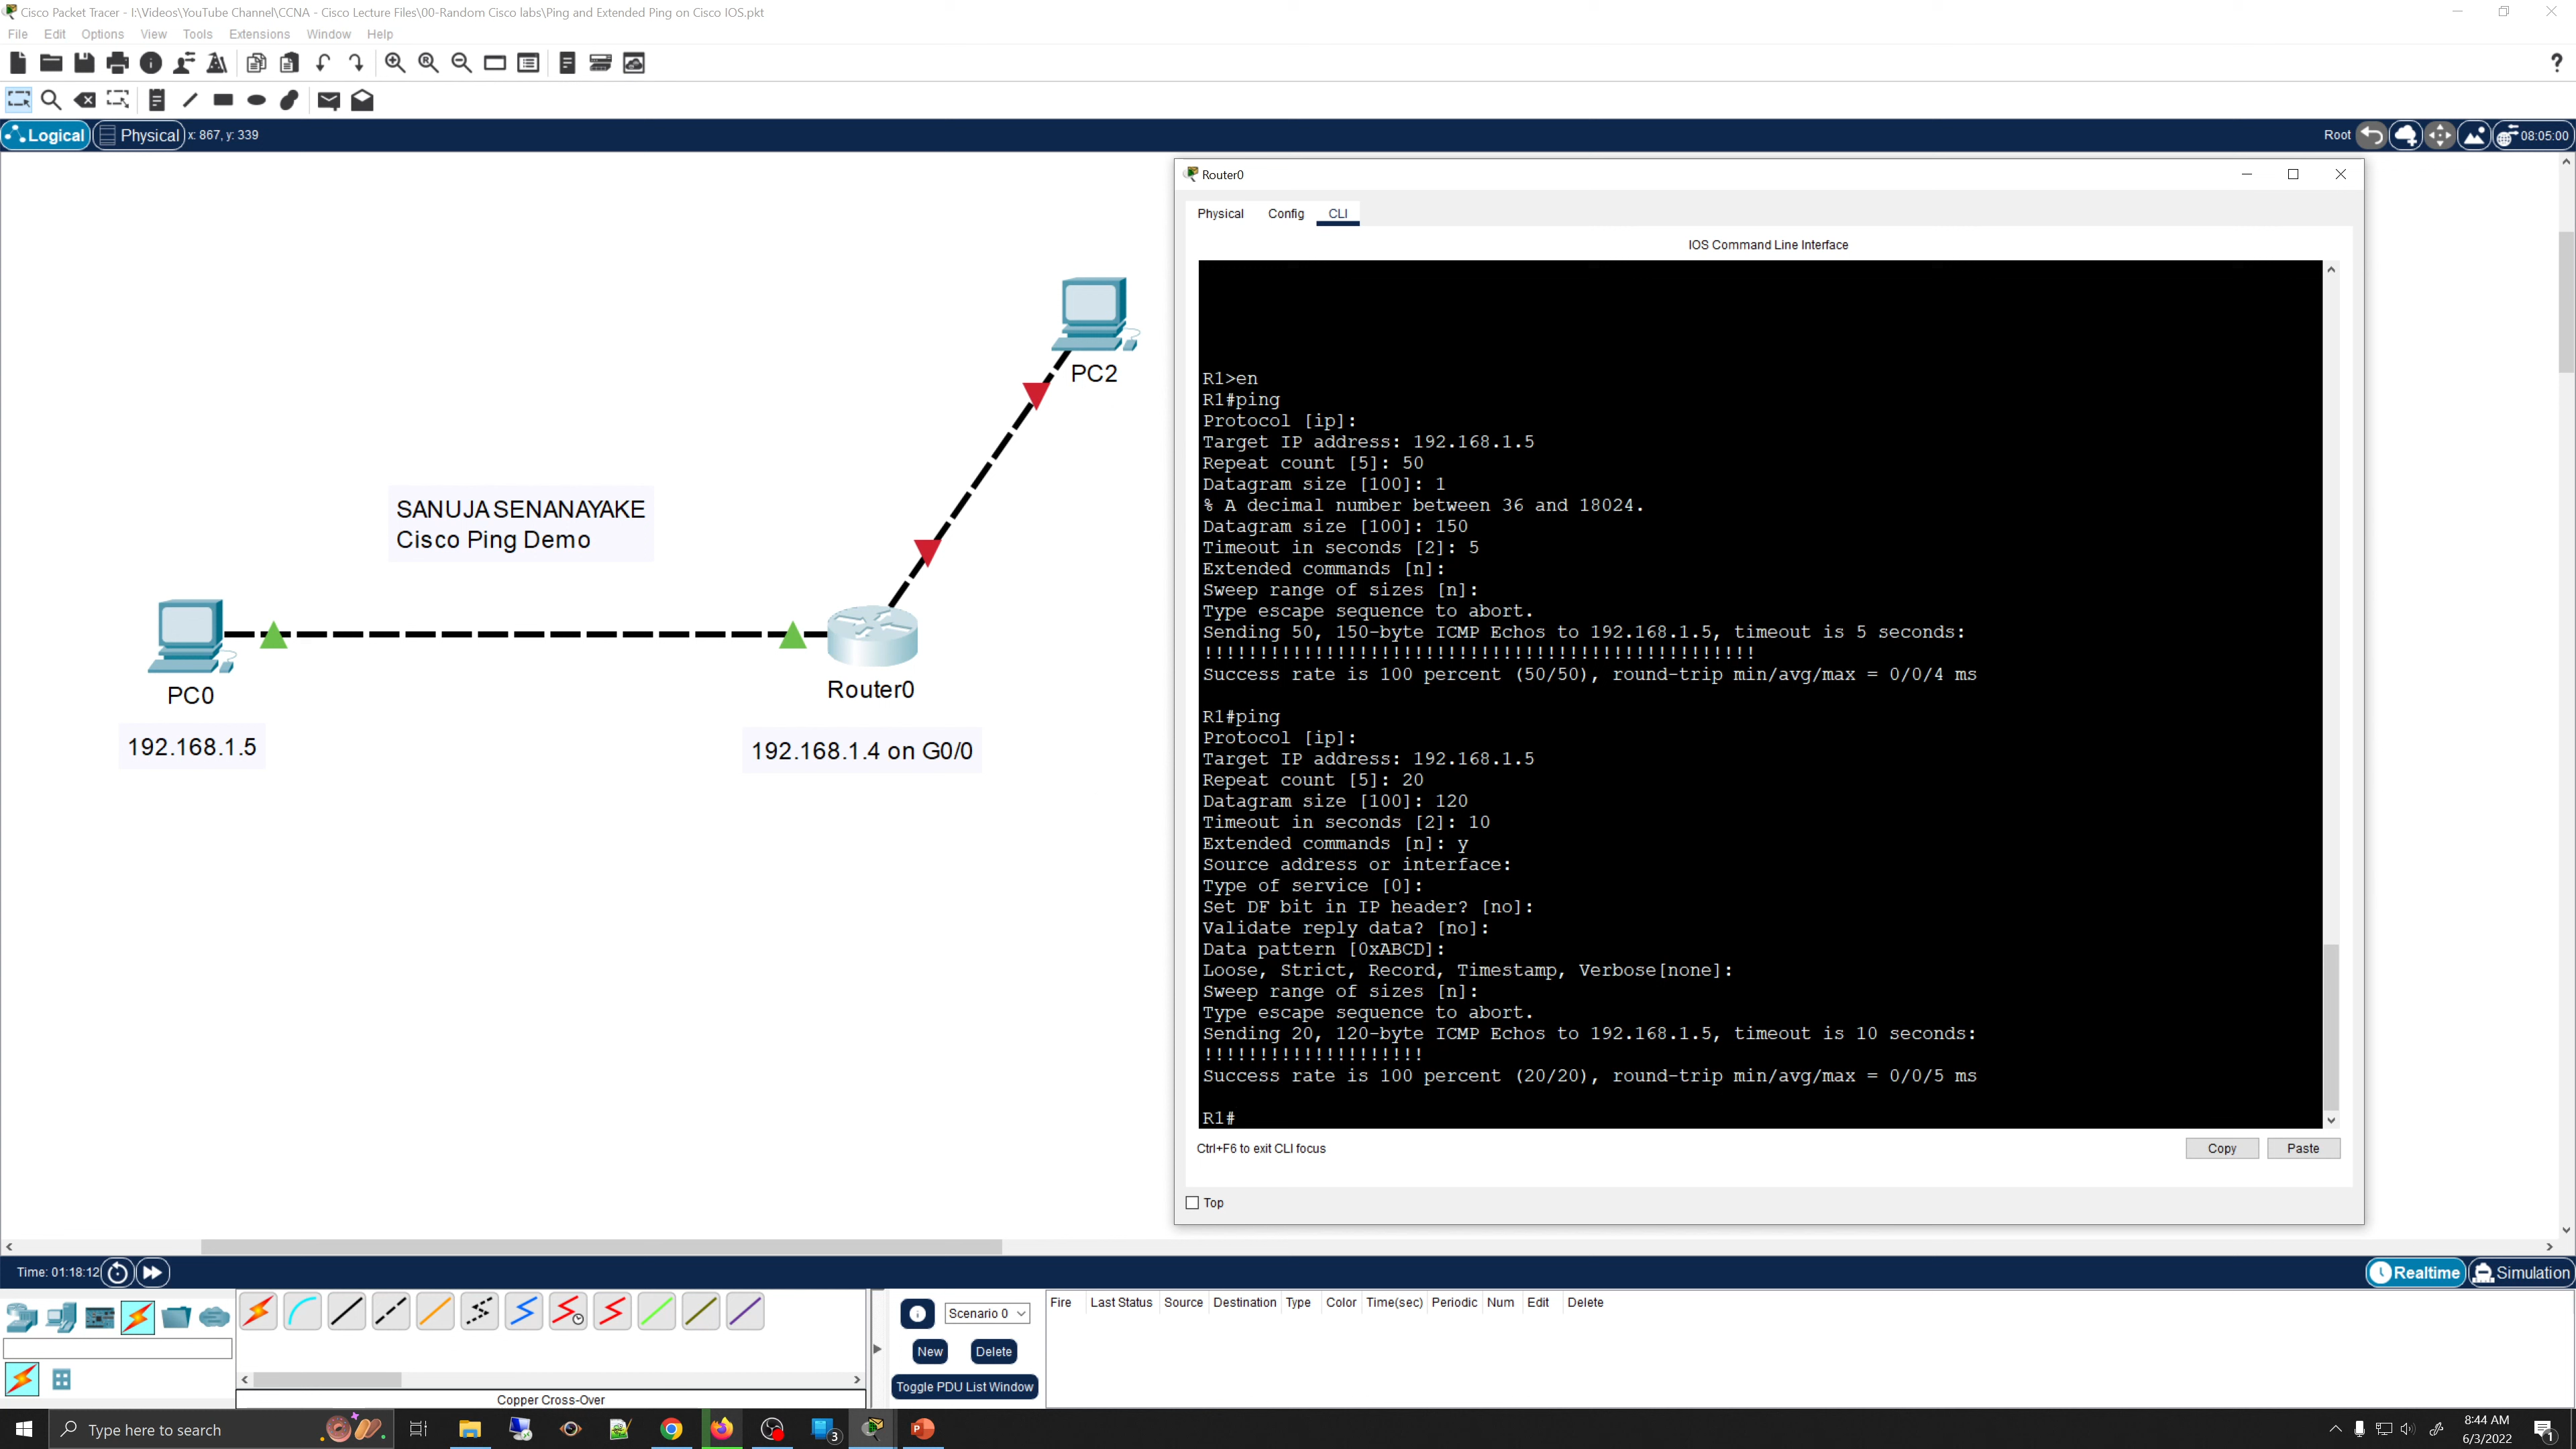 Cisco Packet Tracer - I:\Videos\YouTube Channel\CCNA - Cisco Lecture Files\00-Random Cisco labs\Ping and Extended Ping on Cisco IOS.pkt
File Edit Options View Tools Extensions Window Help
?
Logical Physical x: 867, y: 339 Root 08:05:00
Router0
Physical Config CLI
IOS Command Line Interface
R1>en
R1#ping
Protocol [ip]:
Target IP address: 192.168.1.5
Repeat count [5]: 50
Datagram size [100]: 1
% A decimal number between 36 and 18024.
Datagram size [100]: 150
Timeout in seconds [2]: 5
Extended commands [n]:
Sweep range of sizes [n]:
Type escape sequence to abort.
Sending 50, 150-byte ICMP Echos to 192.168.1.5, timeout is 5 seconds:
!!!!!!!!!!!!!!!!!!!!!!!!!!!!!!!!!!!!!!!!!!!!!!!!!!
Success rate is 100 percent (50/50), round-trip min/avg/max = 0/0/4 ms
R1#ping
Protocol [ip]:
Target IP address: 192.168.1.5
Repeat count [5]: 20
Datagram size [100]: 120
Timeout in seconds [2]: 10
Extended commands [n]: y
Source address or interface:
Type of service [0]:
Set DF bit in IP header? [no]:
Validate reply data? [no]:
Data pattern [0xABCD]:
Loose, Strict, Record, Timestamp, Verbose[none]:
Sweep range of sizes [n]:
Type escape sequence to abort.
Sending 20, 120-byte ICMP Echos to 192.168.1.5, timeout is 10 seconds:
!!!!!!!!!!!!!!!!!!!!
Success rate is 100 percent (20/20), round-trip min/avg/max = 0/0/5 ms
R1#
Ctrl+F6 to exit CLI focus
Copy Paste
Top
PC2
SANUJA SENANAYAKE
Cisco Ping Demo
PC0
192.168.1.5
Router0
192.168.1.4 on G0/0
Time: 01:18:12 Realtime Simulation
Copper Cross-Over
Scenario 0
New Delete
Toggle PDU List Window
Fire Last Status Source Destination Type Color Time(sec) Periodic Num Edit Delete
Type here to search
3
8:44 AM
6/3/2022
1